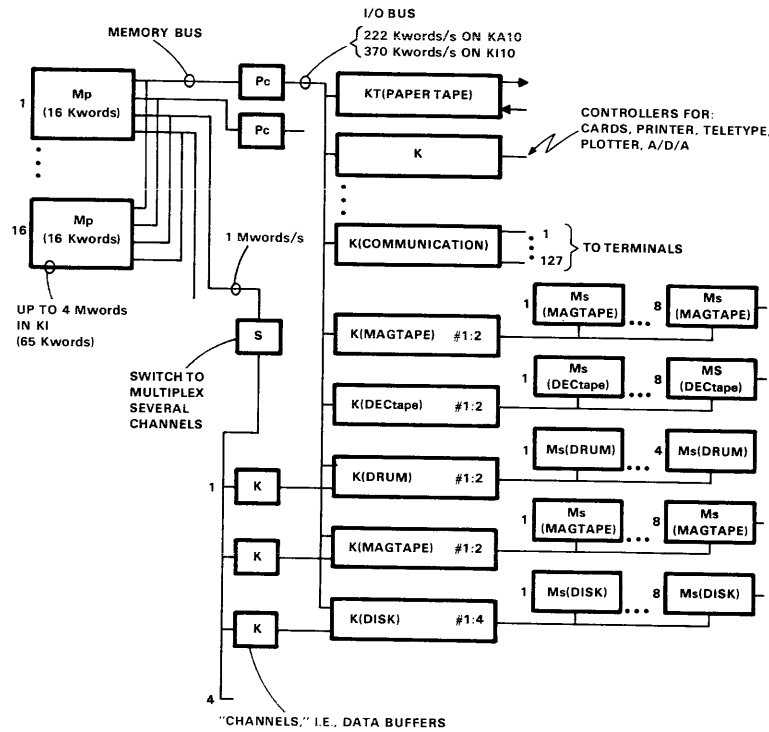 I/O BUS
222 Kwords/s ON KA10
370 Kwords/s ON KI10
MEMORY BUS
1
Mp
(16 Kwords)
Pc
Pc
KT(PAPER TAPE)
CONTROLLERS FOR:
CARDS, PRINTER, TELETYPE,
PLOTTER, A/D/A
K
16
Mp
(16 Kwords)
1 Mwords/s
K(COMMUNICATION)
1
127
TO TERMINALS
UP TO 4 Mwords
IN KI
(65 Kwords)
S
SWITCH TO
MULTIPLEX
SEVERAL
CHANNELS
K(MAGTAPE) #1:2
1
Ms
(MAGTAPE)
8
Ms
(MAGTAPE)
K(DECtape) #1:2
1
Ms
(DECtape)
8
MS
(DECtape)
1
K
K(DRUM) #1:2
1
Ms(DRUM)
4
Ms(DRUM)
K
K(MAGTAPE) #1:2
1
Ms
(MAGTAPE)
8
Ms
(MAGTAPE)
K
K(DISK) #1:4
1
Ms(DISK)
8
Ms(DISK)
4
"CHANNELS," I.E., DATA BUFFERS